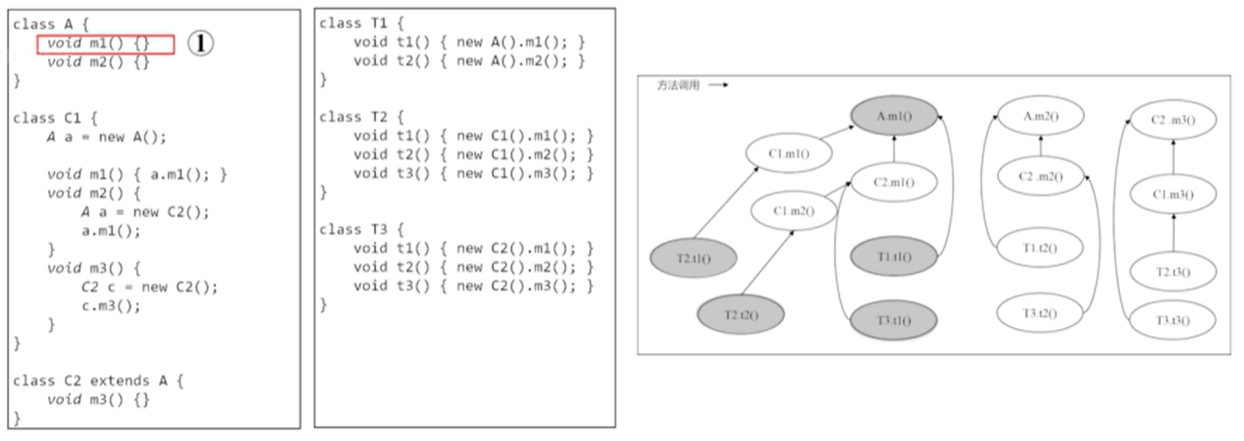 class A {
void m1() {}
①
void m2() {}
}
class C1 {
A a = new A();
void m1() { a.m1(); }
void m2() {
A a = new C2();
a.m1();
}
void m3() {
C2 c = new C2();
c.m3();
}
}
class C2 extends A {
void m3() {}
}
class T1 {
void t1() { new A().m1(); }
void t2() { new A().m2(); }
}
class T2 {
void t1() { new C1().m1(); }
void t2() { new C1().m2(); }
void t3() { new C1().m3(); }
}
class T3 {
void t1() { new C2().m1(); }
void t2() { new C2().m2(); }
void t3() { new C2().m3(); }
}
方法调用
A.m1()
C1.m1()
C2.m1()
C1.m2()
T2.t1()
T1.t1()
T2.t2()
T3.t1()
A.m2()
C2 .m2()
T1.t2()
T3.t2()
C2 .m3()
C1.m3()
T2.t3()
T3.t3()